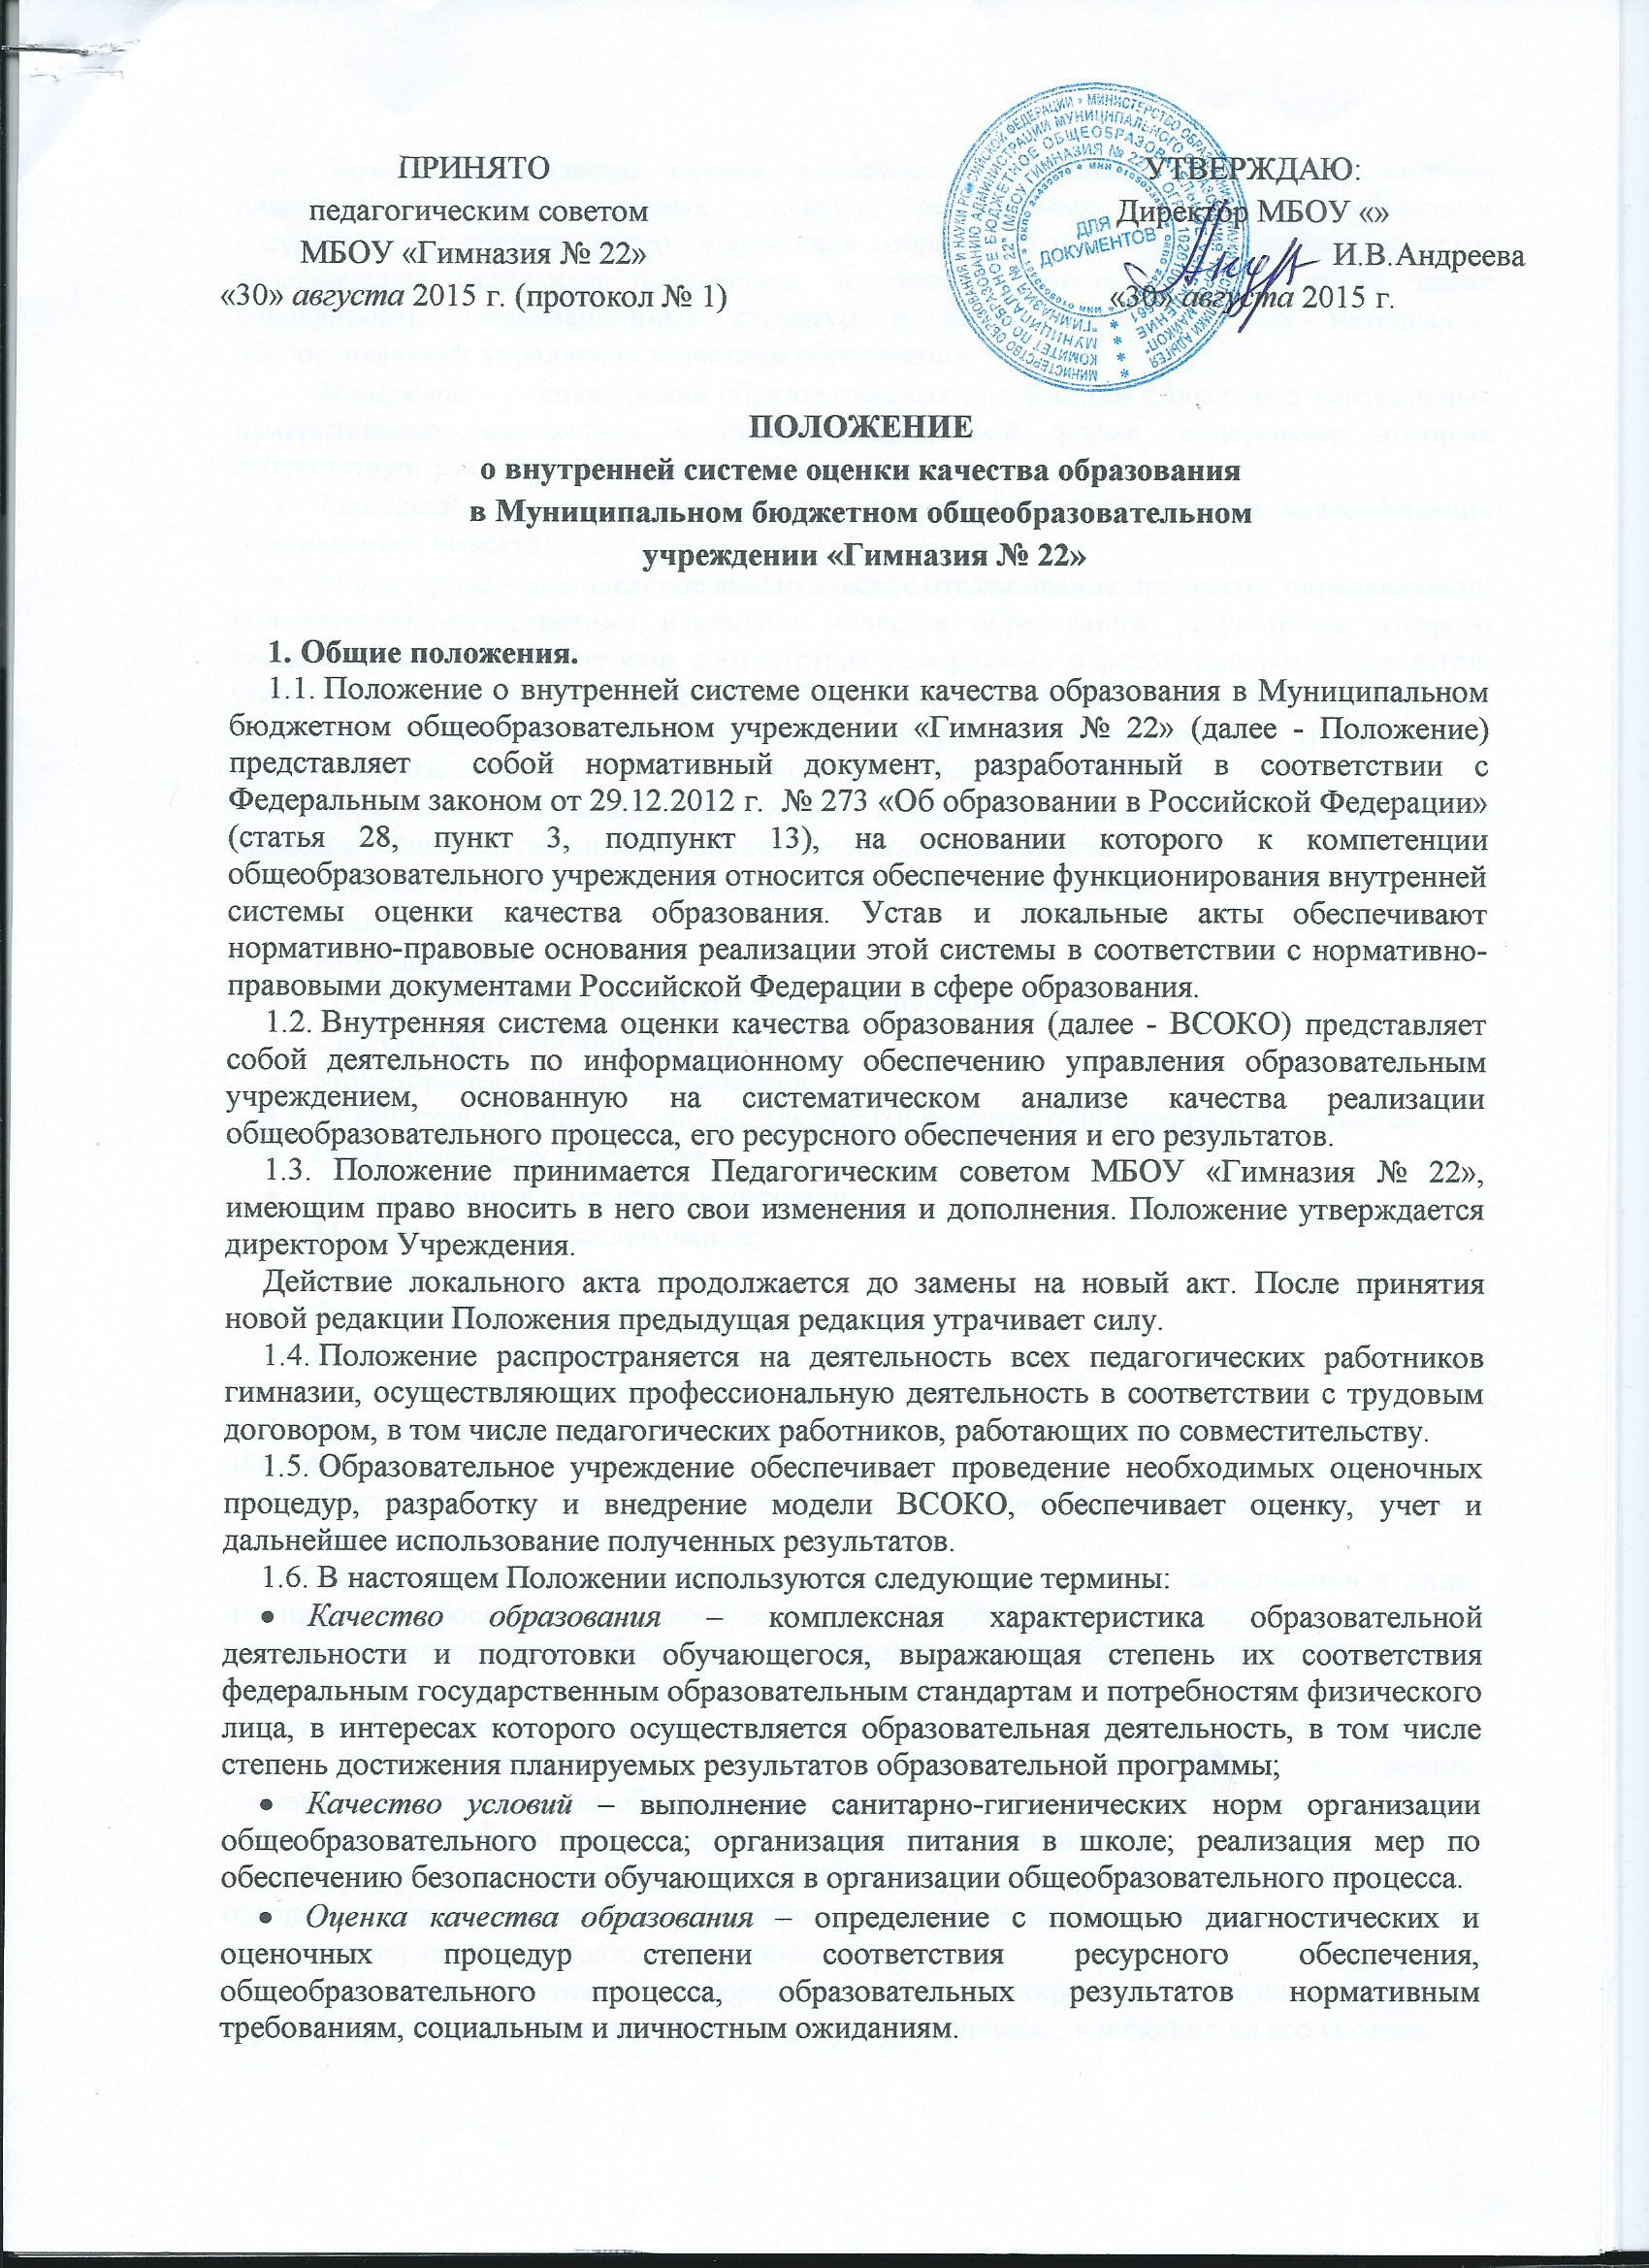 ПРИНЯТО
педагогическим советом
МБОУ «Гимназия № 22»
«30» августа 2015 г. (протокол № 1)
УТВЕРЖДАЮ:
Директор МБОУ «»
И.В.Андреева
«30» августа 2015 г.
ДЛЯ
ДОКУМЕНТОВ
ПОЛОЖЕНИЕ
о внутренней системе оценки качества образования
в Муниципальном бюджетном общеобразовательном
учреждении «Гимназия № 22»
1. Общие положения.
1.1. Положение о внутренней системе оценки качества образования в Муниципальном
бюджетном общеобразовательном учреждении «Гимназия № 22» (далее - Положение)
представляет собой нормативный документ, разработанный в соответствии с
Федеральным законом от 29.12.2012 г. № 273 «Об образовании в Российской Федерации»
(статья 28, пункт 3, подпункт 13), на основании которого к компетенции
общеобразовательного учреждения относится обеспечение функционирования внутренней
системы оценки качества образования. Устав и локальные акты обеспечивают
нормативно-правовые основания реализации этой системы в соответствии с нормативно-
правовыми документами Российской Федерации в сфере образования.
1.2. Внутренняя система оценки качества образования (далее - ВСОКО) представляет
собой деятельность по информационному обеспечению управления образовательным
учреждением, основанную на систематическом анализе качества реализации
общеобразовательного процесса, его ресурсного обеспечения и его результатов.
1.3. Положение принимается Педагогическим советом МБОУ «Гимназия № 22»,
имеющим право вносить в него свои изменения и дополнения. Положение утверждается
директором Учреждения.
Действие локального акта продолжается до замены на новый акт. После принятия
новой редакции Положения предыдущая редакция утрачивает силу.
1.4. Положение распространяется на деятельность всех педагогических работников
гимназии, осуществляющих профессиональную деятельность в соответствии с трудовым
договором, в том числе педагогических работников, работающих по совместительству.
1.5. Образовательное учреждение обеспечивает проведение необходимых оценочных
процедур, разработку и внедрение модели ВСОКО, обеспечивает оценку, учет и
дальнейшее использование полученных результатов.
1.6. В настоящем Положении используются следующие термины:
• Качество образования – комплексная характеристика образовательной
деятельности и подготовки обучающегося, выражающая степень их соответствия
федеральным государственным образовательным стандартам и потребностям физического
лица, в интересах которого осуществляется образовательная деятельность, в том числе
степень достижения планируемых результатов образовательной программы;
• Качество условий – выполнение санитарно-гигиенических норм организации
общеобразовательного процесса; организация питания в школе; реализация мер по
обеспечению безопасности обучающихся в организации общеобразовательного процесса.
• Оценка качества образования – определение с помощью диагностических и
оценочных процедур степени соответствия ресурсного обеспечения,
общеобразовательного процесса, образовательных результатов нормативным
требованиям, социальным и личностным ожиданиям.